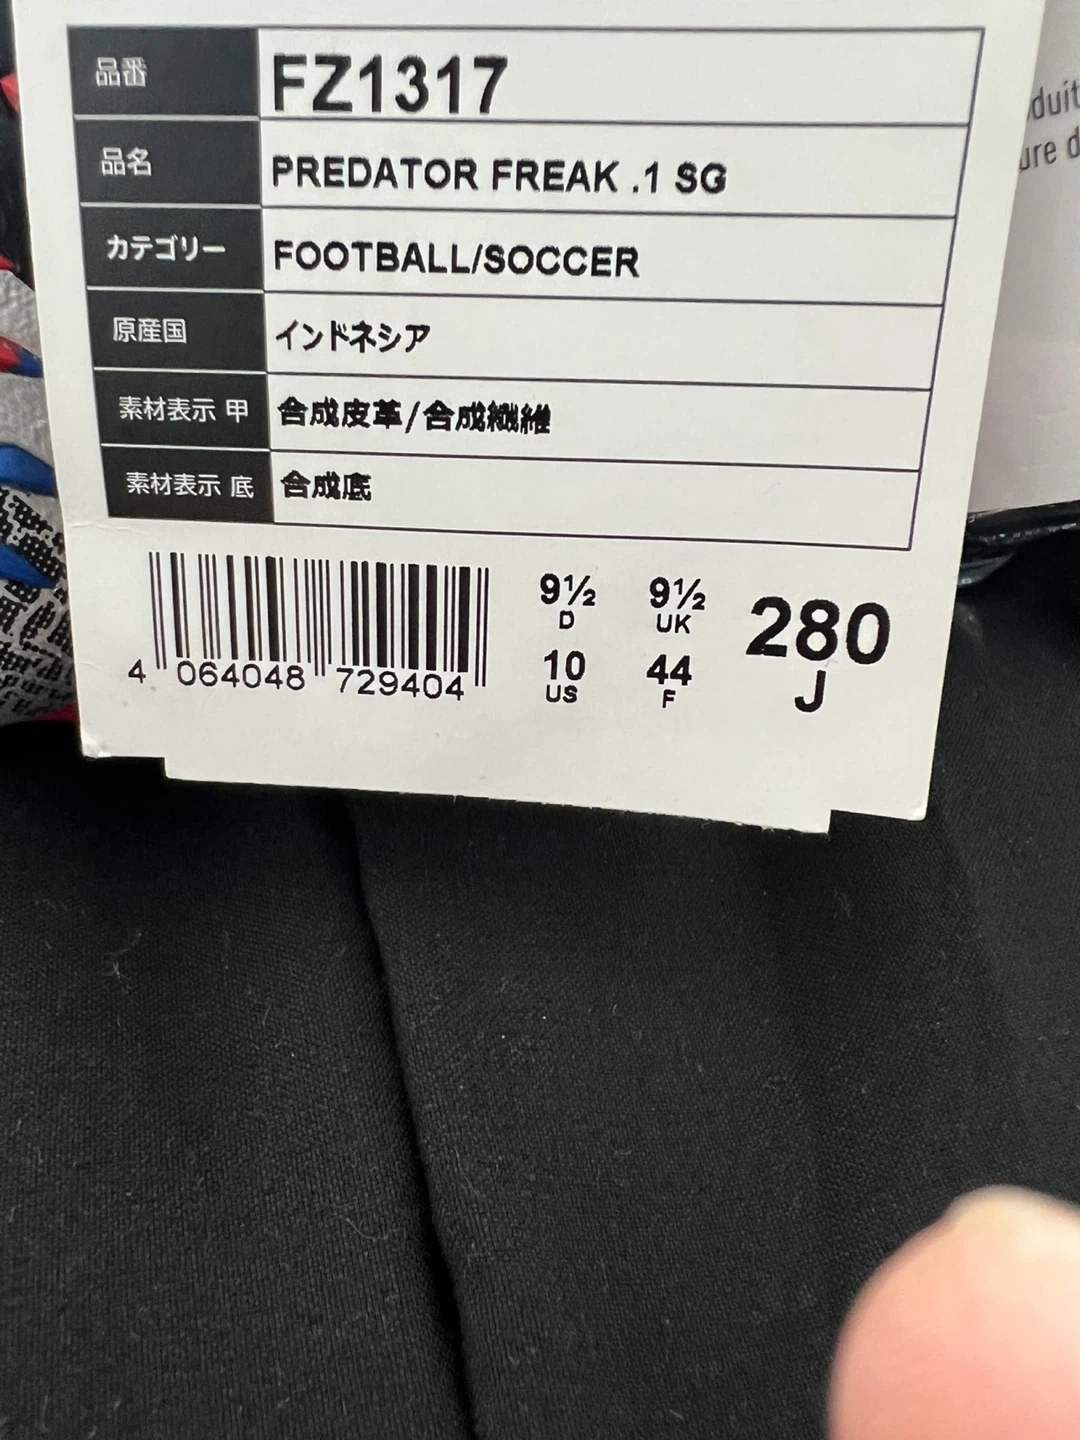 品番 FZ1317
品名 PREDATOR FREAK .1 SG
カテゴリー FOOTBALL/SOCCER
原産国 インドネシア
素材表示 甲 合成皮革/合成繊維
素材表示 底 合成底
9½ 9½ 280
D UK J
10 44
US F
4 064048 729404
duit
ure d